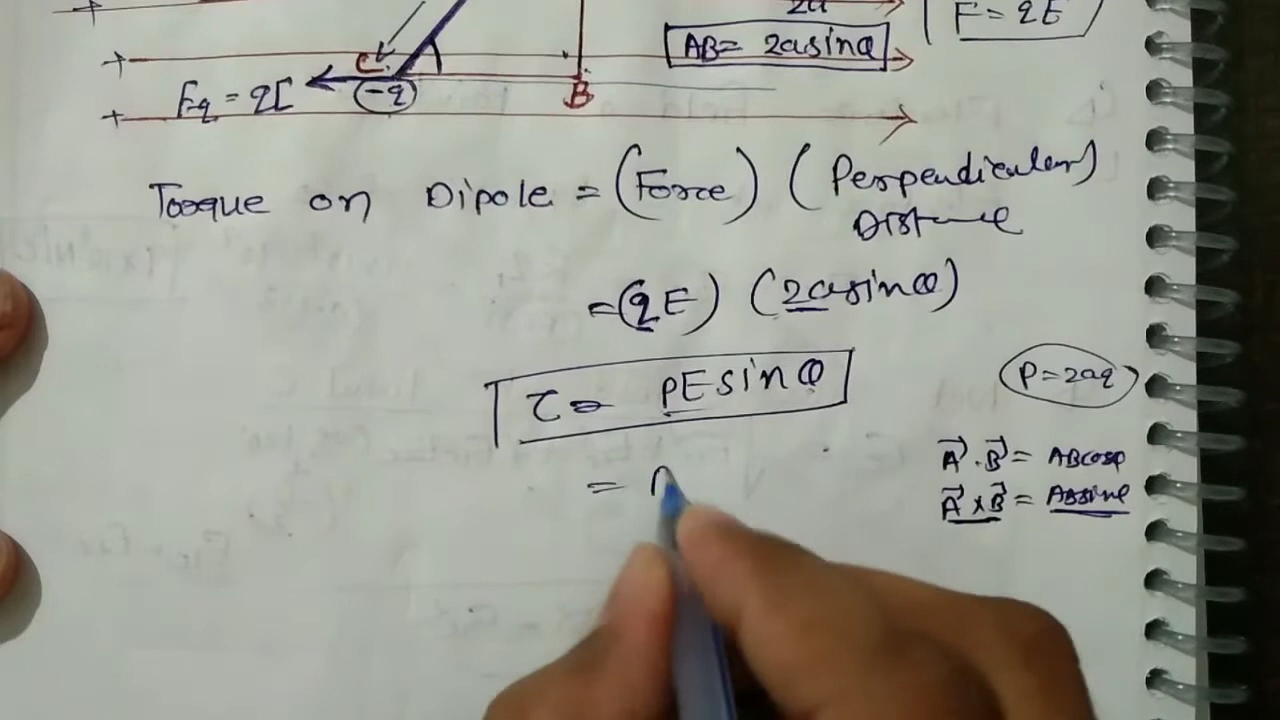 2a
F = qE
AB = 2asinθ
C
Fq = qE
(-q)
B
Torque on Dipole = (Force) (Perpendicular)
Distance
= (qE) (2asinθ)
τ = PEsinθ
P = 2aq
A⃗ . B⃗ = ABcosθ
A⃗ × B⃗ = ABsinθ
=